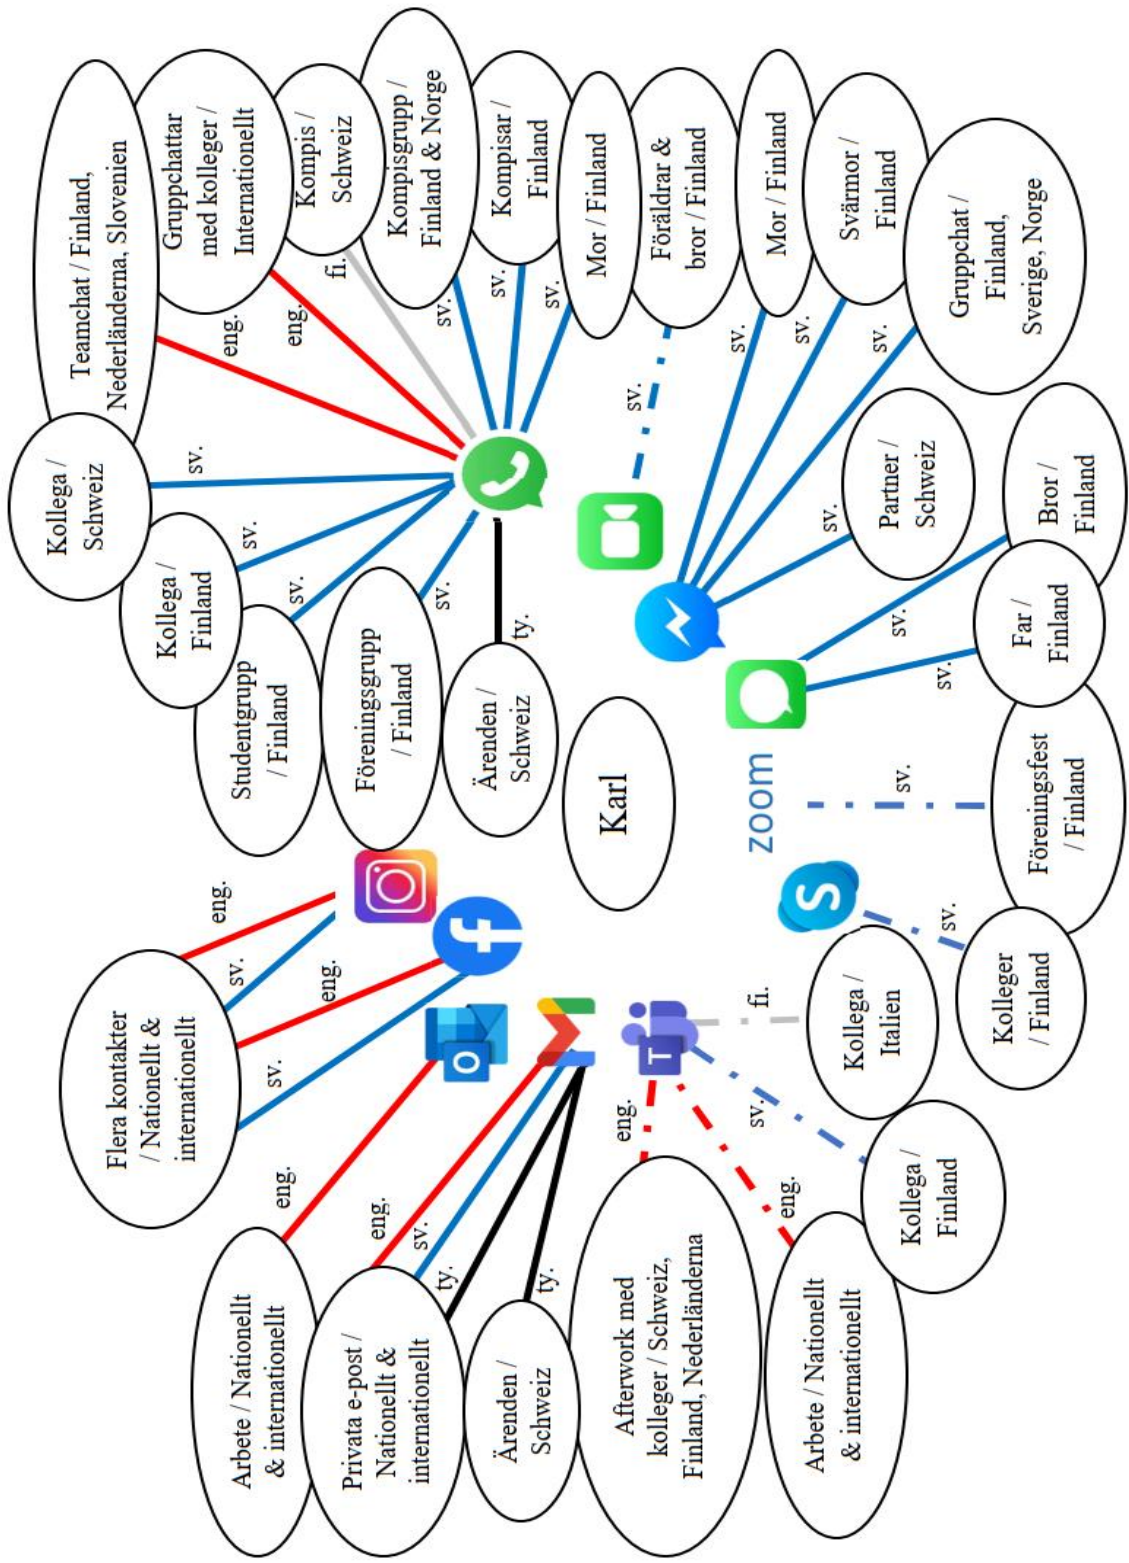 Flera kontakter
/ Nationellt &
internationellt
eng.
sv.
eng.
sv.
Kollega /
Schweiz
sv.
Teamchat / Finland,
Nederländerna, Slovenien
eng.
Kollega /
Finland
sv.
Gruppchattar
med kolleger /
Internationellt
eng.
Arbete / Nationellt
& internationellt
eng.
Studentgrupp
/ Finland
sv.
Kompis /
Schweiz
fi.
Privata e-post /
Nationellt &
internationellt
eng.
sv.
ty.
Föreningsgrupp
/ Finland
sv.
Kompisgrupp /
Finland & Norge
sv.
Ärenden /
Schweiz
ty.
Ärenden /
Schweiz
ty.
Kompisar /
Finland
sv.
Mor / Finland
sv.
Karl
Afterwork med
kolleger / Schweiz,
Finland, Nederländerna
eng.
Föräldrar &
bror / Finland
sv.
Mor / Finland
sv.
zoom
Arbete / Nationellt
& internationellt
eng.
Kollega /
Finland
sv.
Kollega /
Italien
fi.
Svärmor /
Finland
sv.
Gruppchat /
Finland,
Sverige, Norge
sv.
Partner /
Schweiz
sv.
Kolleger
/ Finland
sv.
Föreningsfest
/ Finland
sv.
Far /
Finland
sv.
Bror /
Finland
sv.